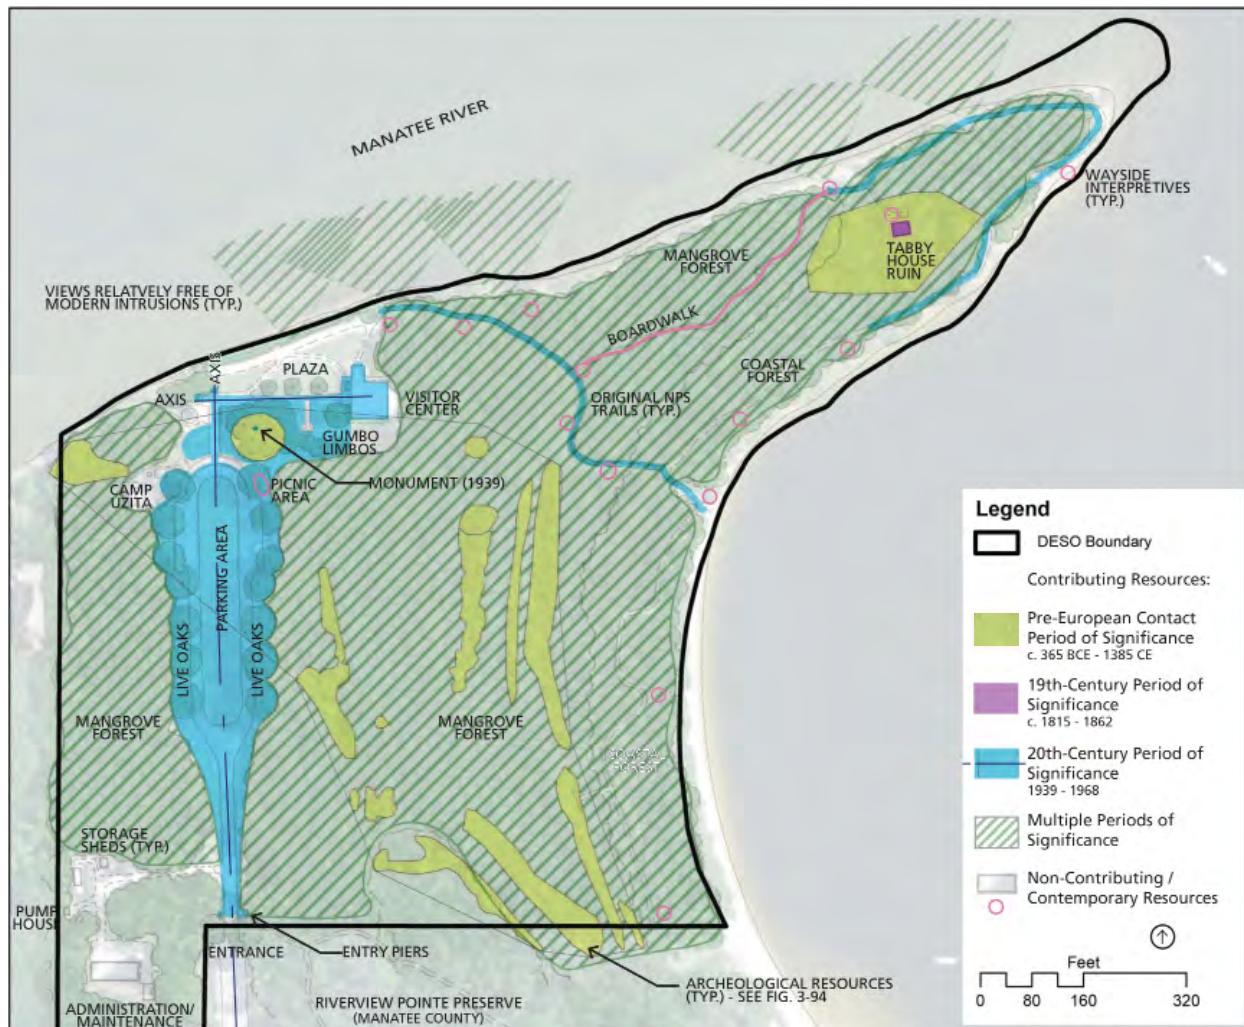 MANATEE RIVER
WAYSIDE
INTERPRETIVES
(TYP.)
TABBY
HOUSE
RUIN
MANGROVE
FOREST
VIEWS RELATVELY FREE OF
MODERN INTRUSIONS (TYP.)
BOARDWALK
AXIS
PLAZA
COASTAL
FOREST
AXIS
VISITOR
CENTER
ORIGINAL NPS
TRAILS (TYP.)
GUMBO
LIMBOS
CAMP
UZITA
PICNIC
AREA
MONUMENT (1939)
PARKING AREA
LIVE OAKS
LIVE OAKS
MANGROVE
FOREST
MANGROVE
FOREST
COASTAL
FOREST
STORAGE
SHEDS (TYP.)
PUMP
HOUSE
ENTRANCE
ENTRY PIERS
ARCHEOLOGICAL RESOURCES
(TYP.) - SEE FIG. 3-94
ADMINISTRATION/
MAINTENANCE
RIVERVIEW POINTE PRESERVE
(MANATEE COUNTY)
Legend
DESO Boundary
Contributing Resources:
Pre-European Contact
Period of Significance
c. 365 BCE - 1385 CE
19th-Century Period of
Significance
c. 1815 - 1862
20th-Century Period of
Significance
1939 - 1968
Multiple Periods of
Significance
Non-Contributing /
Contemporary Resources
Feet
0 80 160 320